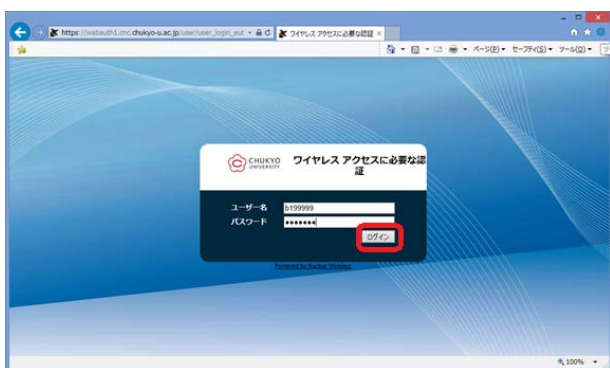 https://webauth1.cnc.chukyo-u.ac.jp/user/user_login_aut
ワイヤレス アクセスに必要な認証
ページ(P) セーフティ(S) ツール(O)
CHUKYO
UNIVERSITY
ワイヤレス アクセスに必要な認
証
ユーザー名 b199999
パスワード •••••••
ログイン
Powered by Ruckus Wireless
100%